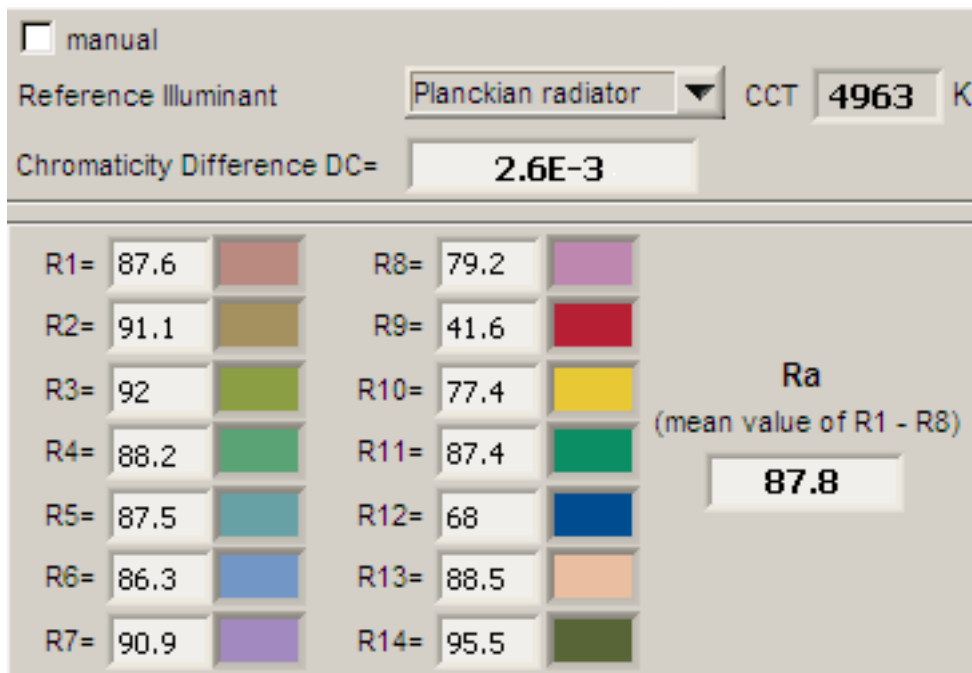 manual
Reference Illuminant Planckian radiator CCT 4963 K
Chromaticity Difference DC= 2.6E-3
R1= 87.6 R8= 79.2
R2= 91.1 R9= 41.6
R3= 92 R10= 77.4
R4= 88.2 R11= 87.4
R5= 87.5 R12= 68
R6= 86.3 R13= 88.5
R7= 90.9 R14= 95.5
Ra
(mean value of R1 - R8)
87.8